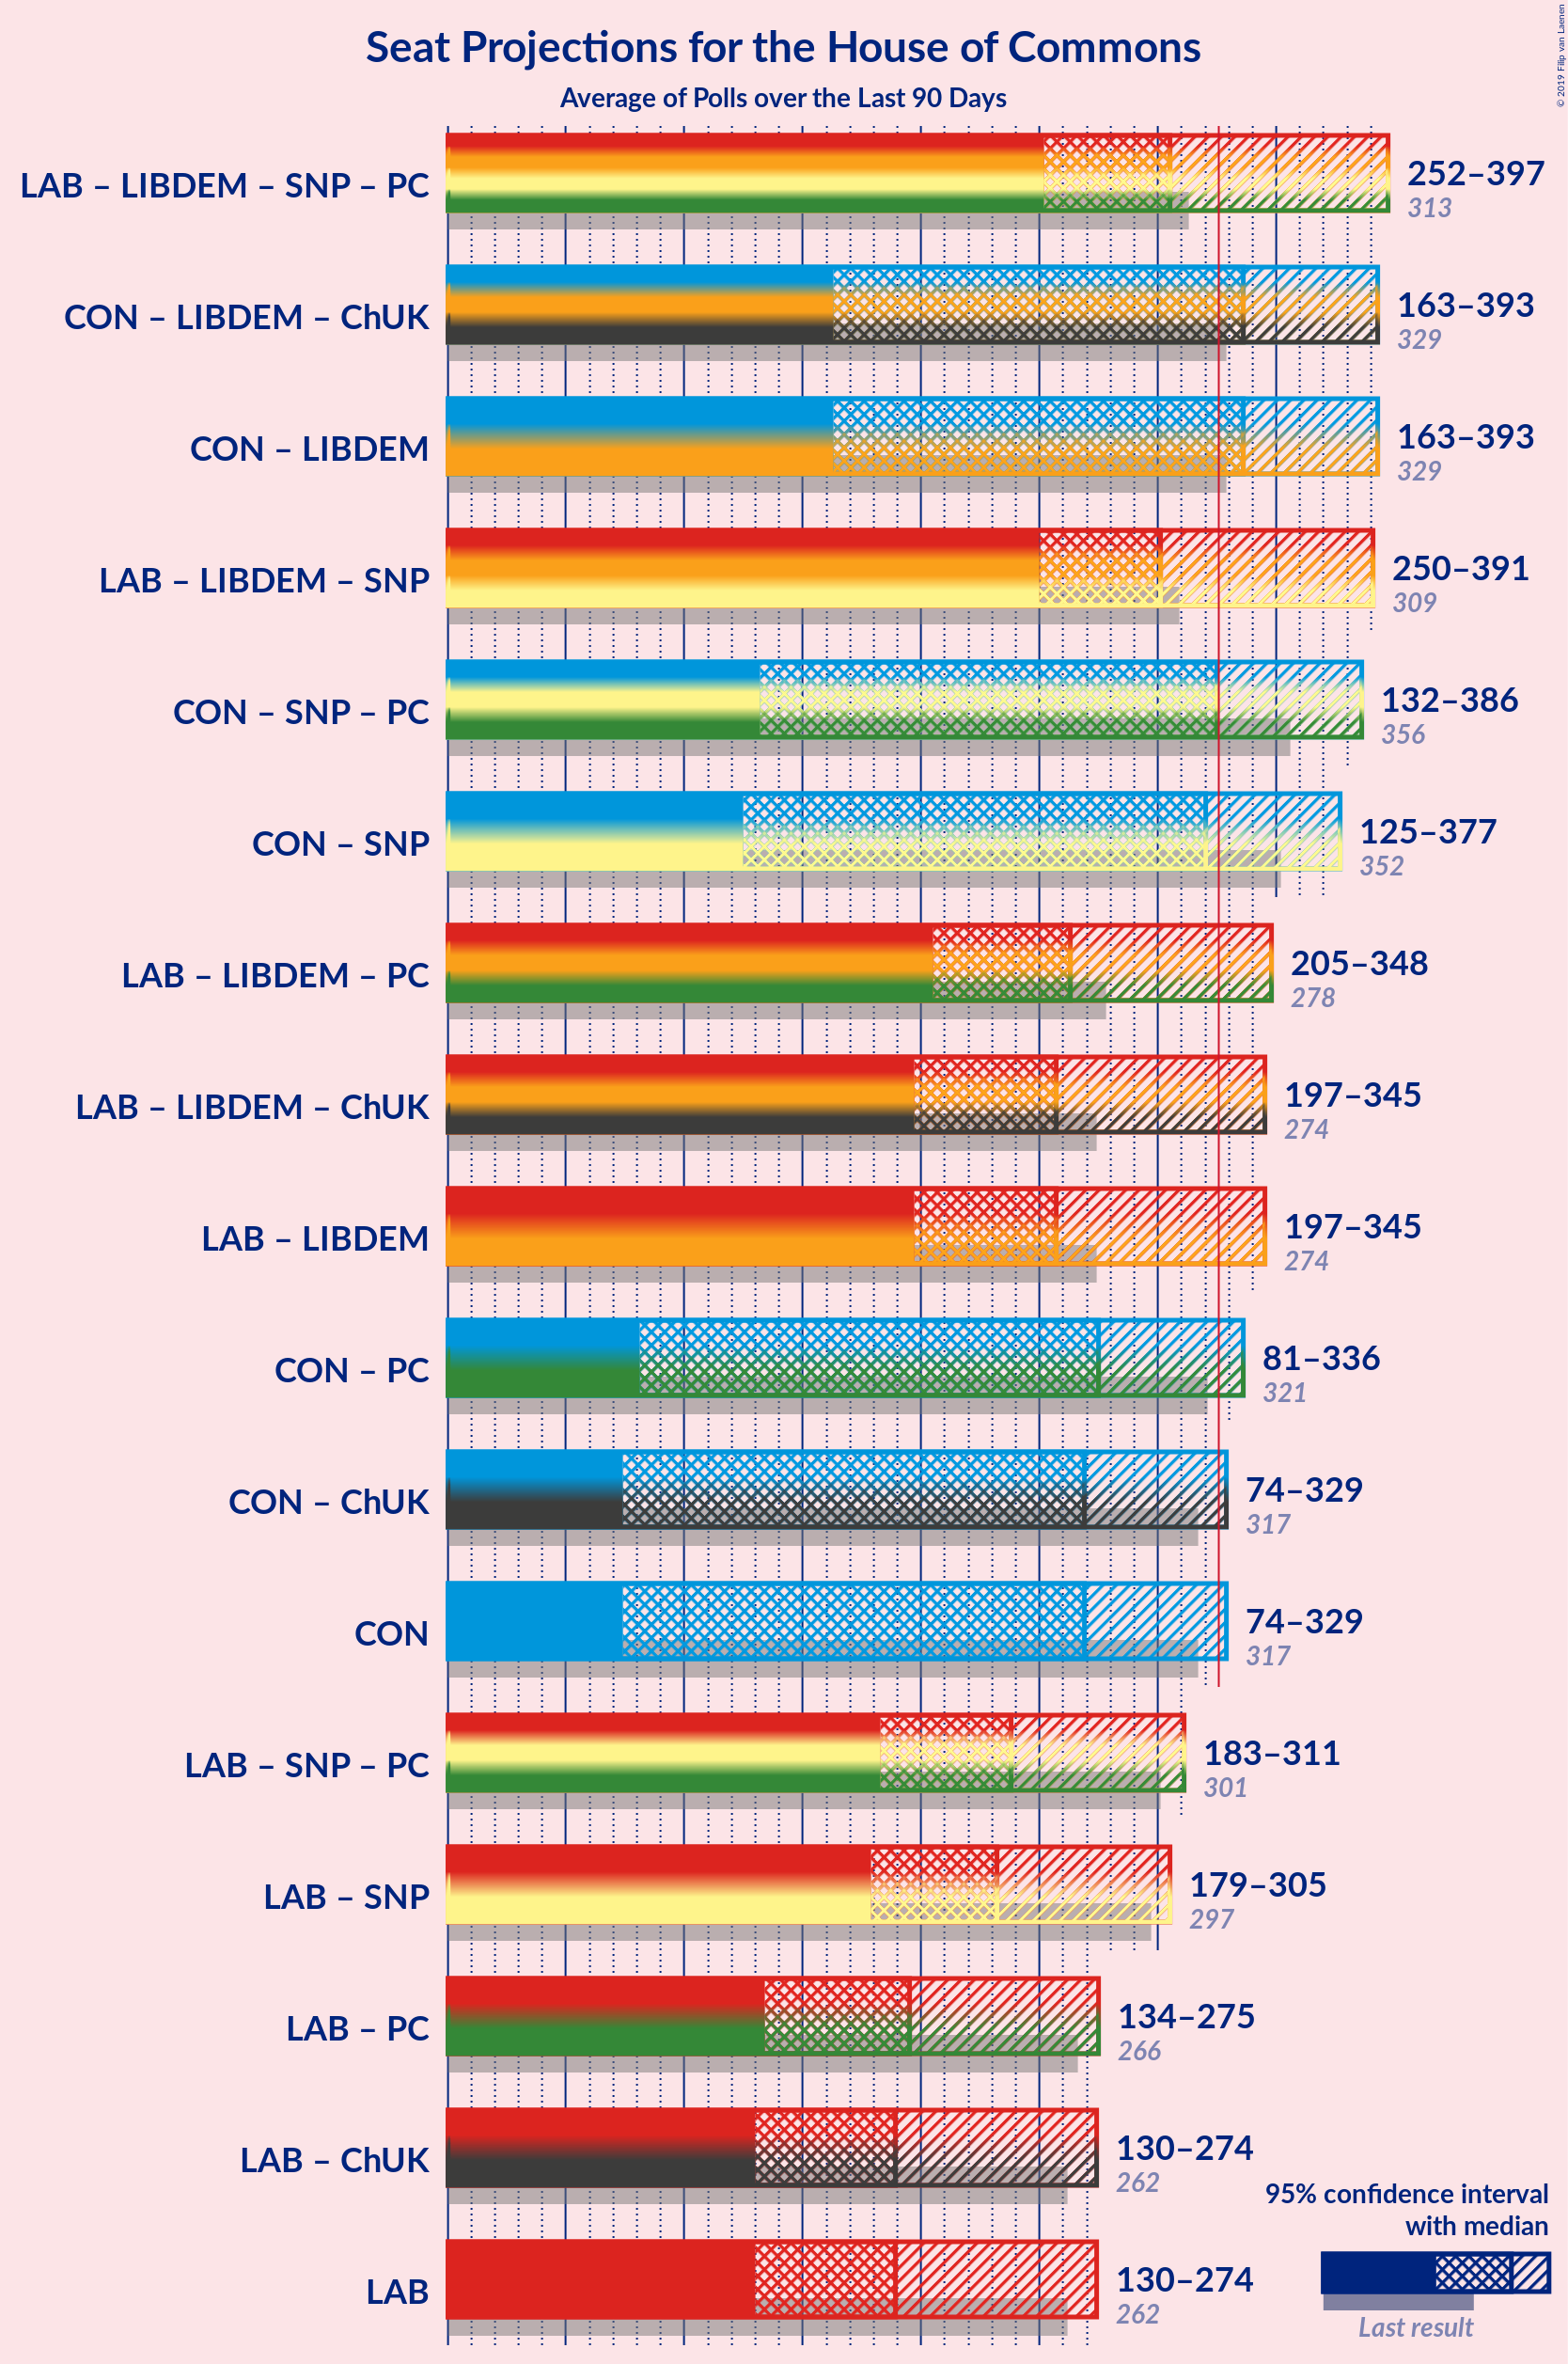 Seat Projections for the House of Commons
Average of Polls over the Last 90 Days
© 2019 Filip van Laenen
LAB – LIBDEM – SNP – PC
252–397
313
CON – LIBDEM – ChUK
163–393
329
CON – LIBDEM
163–393
329
LAB – LIBDEM – SNP
250–391
309
CON – SNP – PC
132–386
356
CON – SNP
125–377
352
LAB – LIBDEM – PC
205–348
278
LAB – LIBDEM – ChUK
197–345
274
LAB – LIBDEM
197–345
274
CON – PC
81–336
321
CON – ChUK
74–329
317
CON
74–329
317
LAB – SNP – PC
183–311
301
LAB – SNP
179–305
297
LAB – PC
134–275
266
LAB – ChUK
130–274
262
LAB
130–274
262
95% confidence interval
with median
Last result